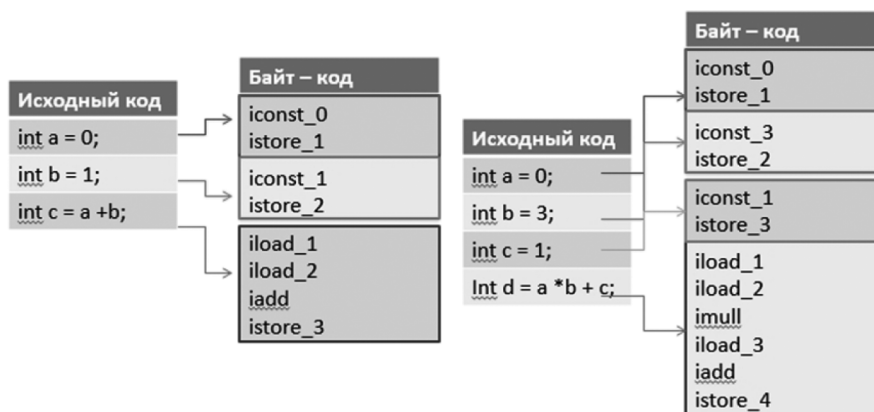 Исходный код
int a = 0;
int b = 1;
int c = a +b;
Байт – код
iconst_0
istore_1
iconst_1
istore_2
iload_1
iload_2
iadd
istore_3
Исходный код
int a = 0;
int b = 3;
int c = 1;
Int d = a *b + c;
Байт – код
iconst_0
istore_1
iconst_3
istore_2
iconst_1
istore_3
iload_1
iload_2
imull
iload_3
iadd
istore_4